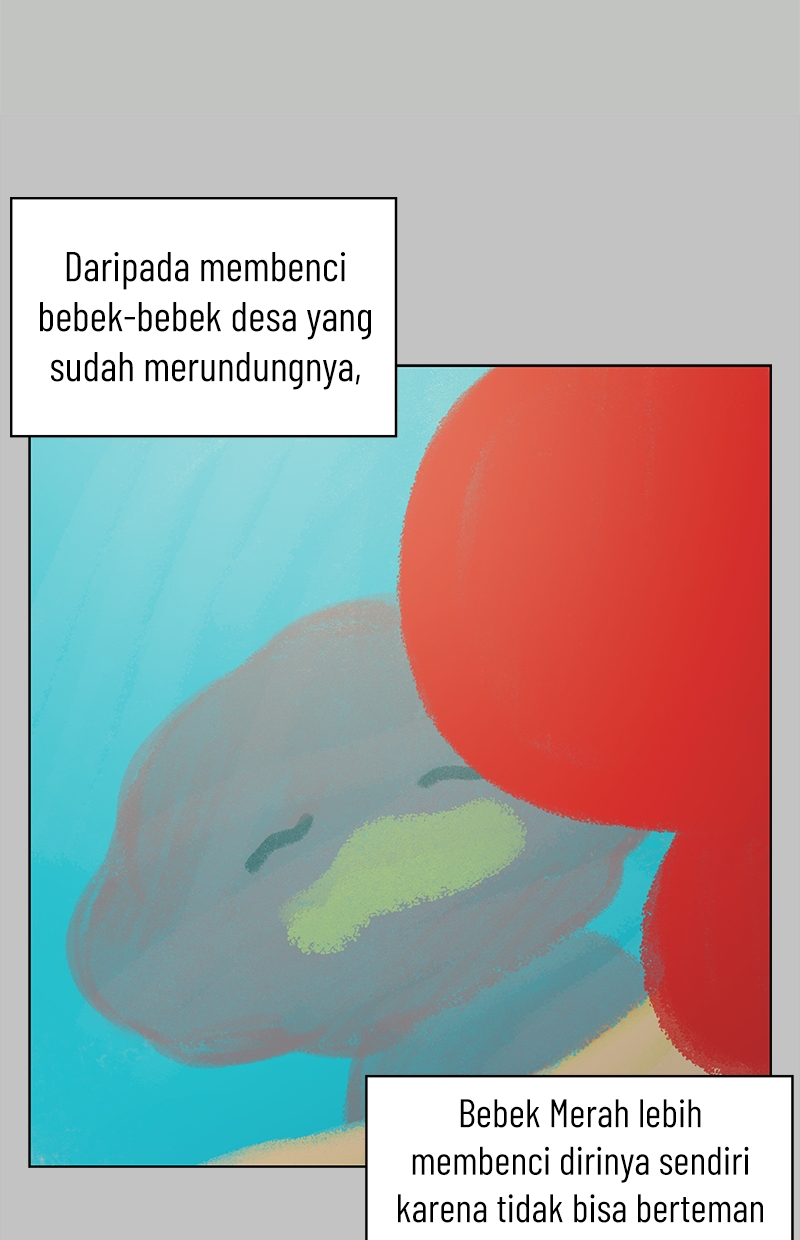 Daripada membenci
bebek-bebek desa yang
sudah merundungnya,
Bebek Merah lebih
membenci dirinya sendiri
karena tidak bisa berteman